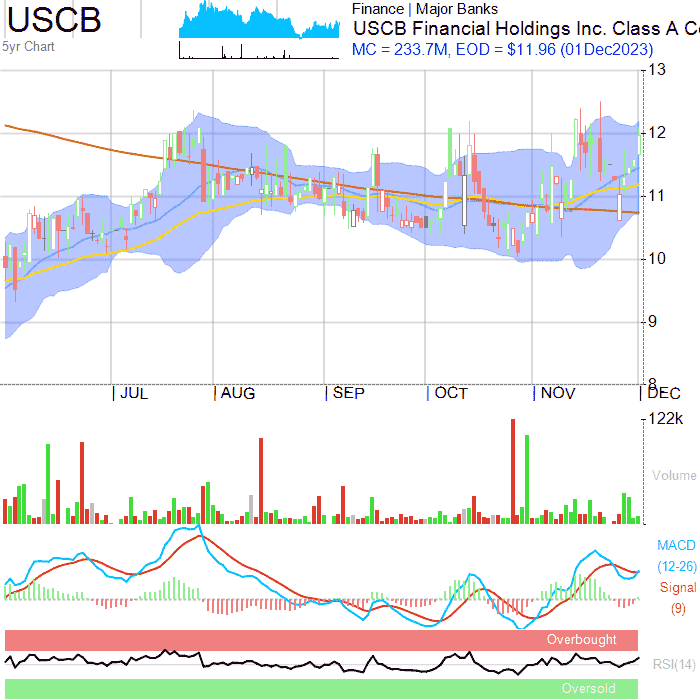 USCB
5yr Chart
Finance | Major Banks
USCB Financial Holdings Inc. Class A Co
MC = 233.7M, EOD = $11.96 (01Dec2023)
13
12
11
10
9
8
JUL AUG SEP OCT NOV DEC
122k
Volume
MACD
(12-26)
Signal
(9)
Overbought
RSI(14)
Oversold